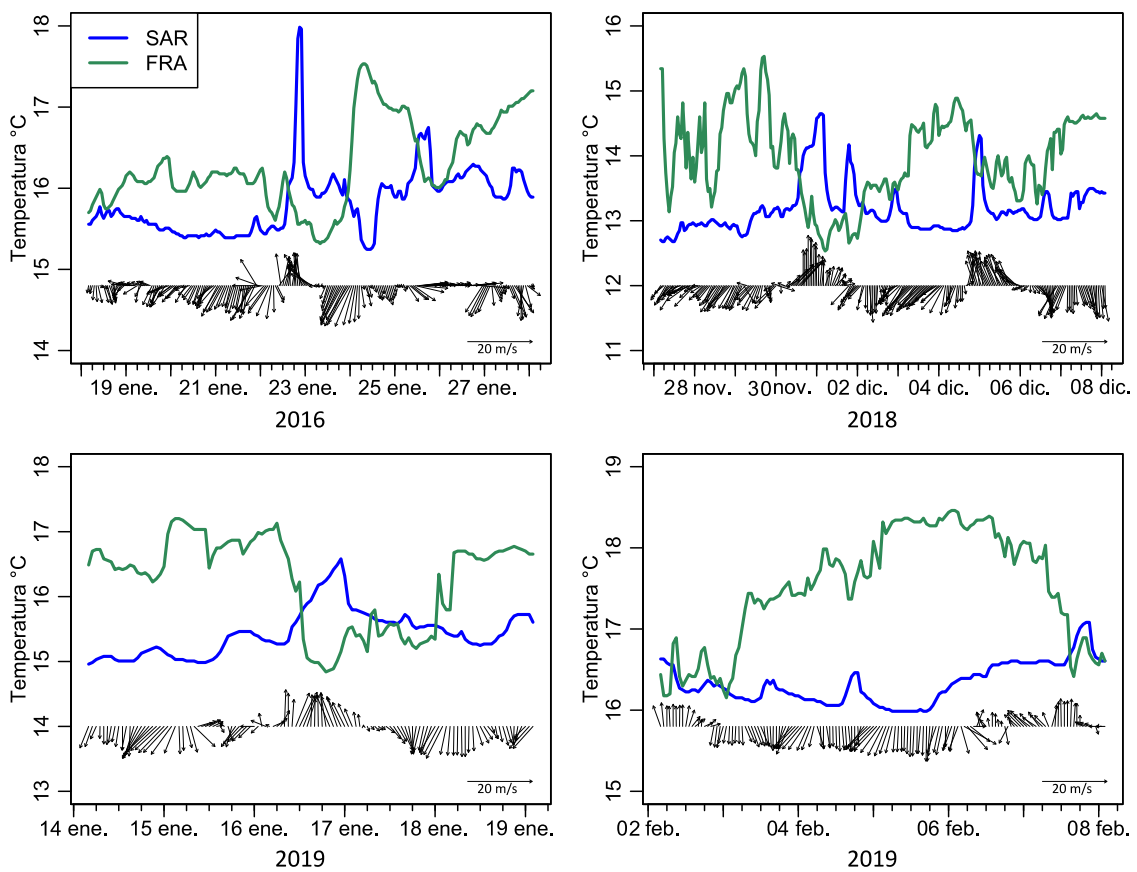 SAR
FRA
Temperatura °C
18
17
16
15
14
20 m/s
19 ene.
21 ene.
23 ene.
25 ene.
27 ene.
2016
Temperatura °C
16
15
14
13
12
11
20 m/s
28 nov.
30 nov.
02 dic.
04 dic.
06 dic.
08 dic.
2018
Temperatura °C
18
17
16
15
14
13
20 m/s
14 ene.
15 ene.
16 ene.
17 ene.
18 ene.
19 ene.
2019
Temperatura °C
19
18
17
16
15
20 m/s
02 feb.
04 feb.
06 feb.
08 feb.
2019